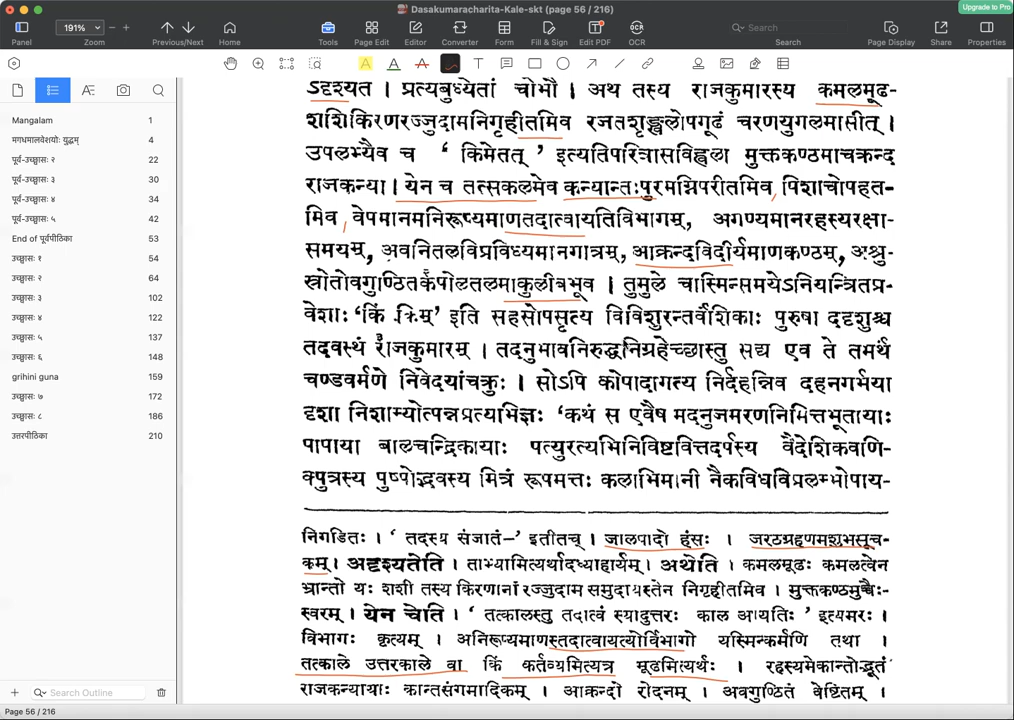 Dasakumaracharita-Kale-skt (page 56 / 216)
Upgrade to Pro
191%
Panel
Zoom
Previous/Next
Home
Tools
Page Edit
Editor
Converter
Form
Fill & Sign
Edit PDF
OCR
Search
Search
Page Display
Share
Properties
Mangalam 1
मगधमालवेशयोः युद्धम् 4
पूर्व-उच्छ्वासः २ 22
पूर्व-उच्छ्वासः ३ 30
पूर्व-उच्छ्वासः ४ 34
पूर्व-उच्छ्वासः ५ 42
End of पूर्वपीठिका 53
उच्छ्वासः १ 54
उच्छ्वासः २ 64
उच्छ्वासः ३ 102
उच्छ्वासः ४ 122
उच्छ्वासः ५ 137
उच्छ्वासः ६ 148
grihini guna 159
उच्छ्वासः ७ 172
उच्छ्वासः ८ 186
उत्तरपीठिका 210
Search Outline
Page 56 / 216
ऽदृश्यत । प्रत्यबुध्येतां चोभौ । अथ तस्य राजकुमारस्य कमलमूढ-
शशिकिरणरज्जुदामनिगृहीतमिव रजतशृङ्खलोपगूढं चरणयुगलमासीत् ।
उपलभ्यैव च ‘ किमेतत् ’ इत्यतिपरित्रासविह्वला मुक्तकण्ठमाचक्रन्द
राजकन्या । येन च तत्सकलमेव कन्यान्तःपुरमग्निपरीतमिव, पिशाचोपहत-
मिव, वेपमानमनिरूप्यमाणतदात्वायतिविभागम्, अगण्यमानरहस्यरक्षा-
समयम्, अवनितलविप्रविध्यमानगात्रम्, आक्रन्दविदीर्यमाणकण्ठम्, अश्रु-
स्रोतोवगुण्ठितकपोलतलमाकुलीबभूव । तुमुले चास्मिन्समयेऽनियन्त्रितप्र-
वेशाः ‘किं किम्’ इति सहसोपसृत्य विविशुरन्तर्वंशिकाः पुरुषा ददृशुश्च
तदवस्थं राजकुमारम् । तदनुभावनिरुद्धनिग्रहेच्छास्तु सद्य एव ते तमर्थं
चण्डवर्मणे निवेदयांचक्रुः । सोऽपि कोपादागत्य निर्दहन्निव दहनगर्भया
दृशा निशाम्योत्पन्नप्रत्यभिज्ञः ‘कथं स एवैष मदनुजमरणनिमित्तभूतायाः
पापाया बालचन्द्रिकायाः पत्युरत्यभिनिविष्टवित्तदर्पस्य वैदेशिकवणि-
क्पुत्रस्य पुष्पोद्भवस्य मित्रं रूपमत्तः कलाभिमानी नैकविधविप्रलम्भोपाय-
निगडितः । ‘ तदस्य संजातं–’ इतीतच् । जालपादो हंसः । जरठग्रहणमशुभसूच-
कम् । अदृश्यतेति । ताभ्यामित्यर्थादध्याहार्यम् । अथेति । कमलमूढः कमलत्वेन
भ्रान्तो यः शशी तस्य किरणानां रज्जुदाम समुदायस्तेन निगृहीतमिव । मुक्तकण्ठमुच्चैः-
स्वरम् । येन चेति । ‘ तत्कालस्तु तदात्वं स्यादुत्तरः काल आयतिः ’ इत्यमरः ।
विभागः कृत्यम् । अनिरूप्यमाणस्तदात्वायत्योर्विभागो यस्मिन्कर्मणि तथा ।
तत्काले उत्तरकाले वा किं कर्तव्यमित्यत्र मूढमित्यर्थः । रहस्यमेकान्तोद्भूतं
राजकन्यायाः कान्तसंगमादिकम् । आक्रन्दो रोदनम् । अवगुण्ठितं वेष्टितम् ।